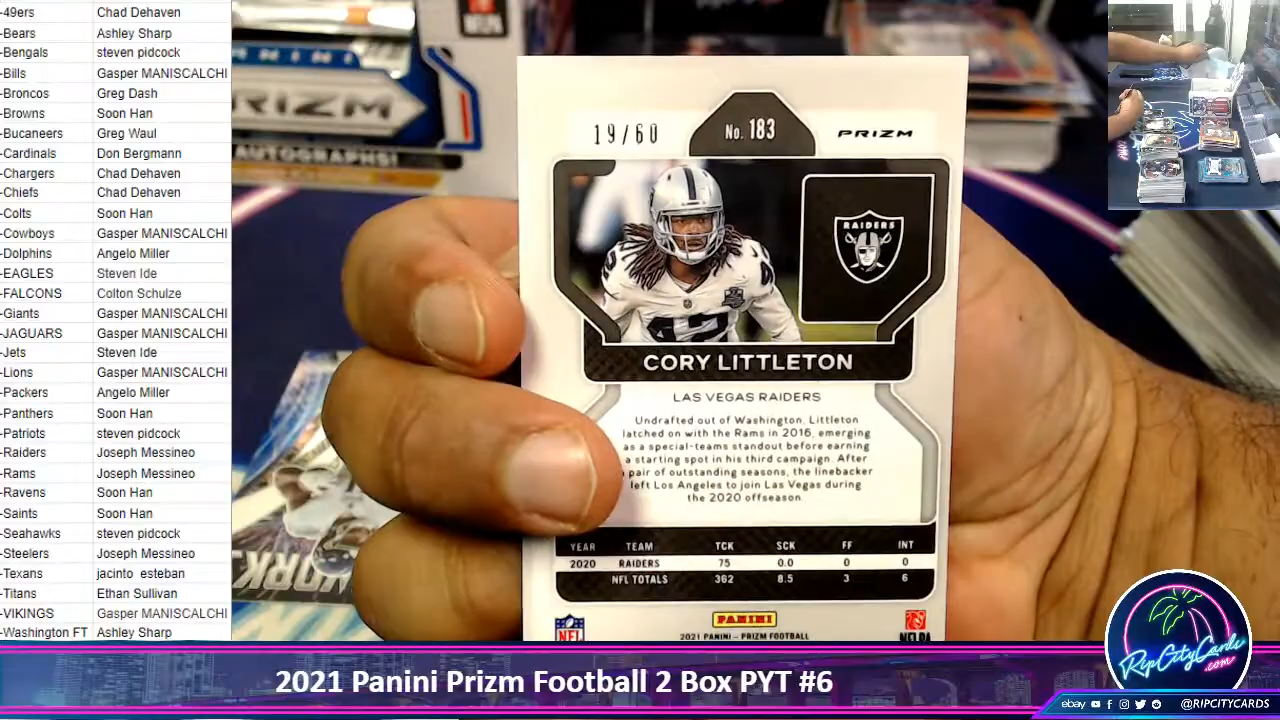 -49ers Chad Dehaven
-Bears Ashley Sharp
-Bengals steven pidcock
-Bills Gasper MANISCALCHI
-Broncos Greg Dash
-Browns Soon Han
-Bucaneers Greg Waul
-Cardinals Don Bergmann
-Chargers Chad Dehaven
-Chiefs Chad Dehaven
-Colts Soon Han
-Cowboys Gasper MANISCALCHI
-Dolphins Angelo Miller
-EAGLES Steven Ide
-FALCONS Colton Schulze
-Giants Gasper MANISCALCHI
-JAGUARS Gasper MANISCALCHI
-Jets Steven Ide
-Lions Gasper MANISCALCHI
-Packers Angelo Miller
-Panthers Soon Han
-Patriots steven pidcock
-Raiders Joseph Messineo
-Rams Joseph Messineo
-Ravens Soon Han
-Saints Soon Han
-Seahawks steven pidcock
-Steelers Joseph Messineo
-Texans jacinto esteban
-Titans Ethan Sullivan
-VIKINGS Gasper MANISCALCHI
-Washington FT Ashley Sharp
PRIZM
AUTOGRAPHS!
19/60
No. 183
PRIZM
RAIDERS
42
CORY LITTLETON
LAS VEGAS RAIDERS
Undrafted out of Washington, Littleton
latched on with the Rams in 2016, emerging
as a special-teams standout before earning
a starting spot in his third campaign. After
pair of outstanding seasons, the linebacker
left Los Angeles to join Las Vegas during
the 2020 offseason.
YEAR TEAM TCK SCK FF INT
2020 RAIDERS 75 0.0 0 0
NFL TOTALS 362 8.5 3 6
NFL
PANINI
NFLPA
2021 PANINI – PRIZM FOOTBALL
2021 Panini Prizm Football 2 Box PYT #6
RipCityCards
.com
ebay @RIPCITYCARDS